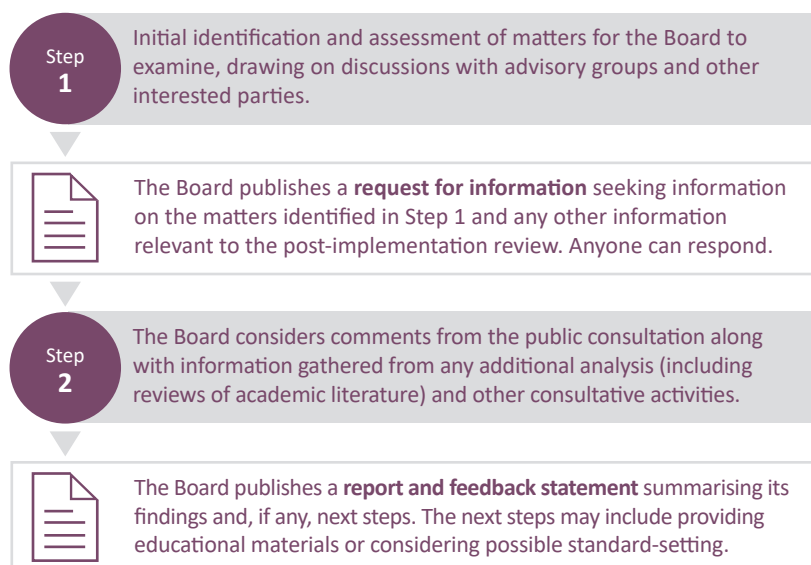 Step
1
Initial identification and assessment of matters for the Board to
examine, drawing on discussions with advisory groups and other
interested parties.
The Board publishes a request for information seeking information
on the matters identified in Step 1 and any other information
relevant to the post-implementation review. Anyone can respond.
Step
2
The Board considers comments from the public consultation along
with information gathered from any additional analysis (including
reviews of academic literature) and other consultative activities.
The Board publishes a report and feedback statement summarising its
findings and, if any, next steps. The next steps may include providing
educational materials or considering possible standard-setting.